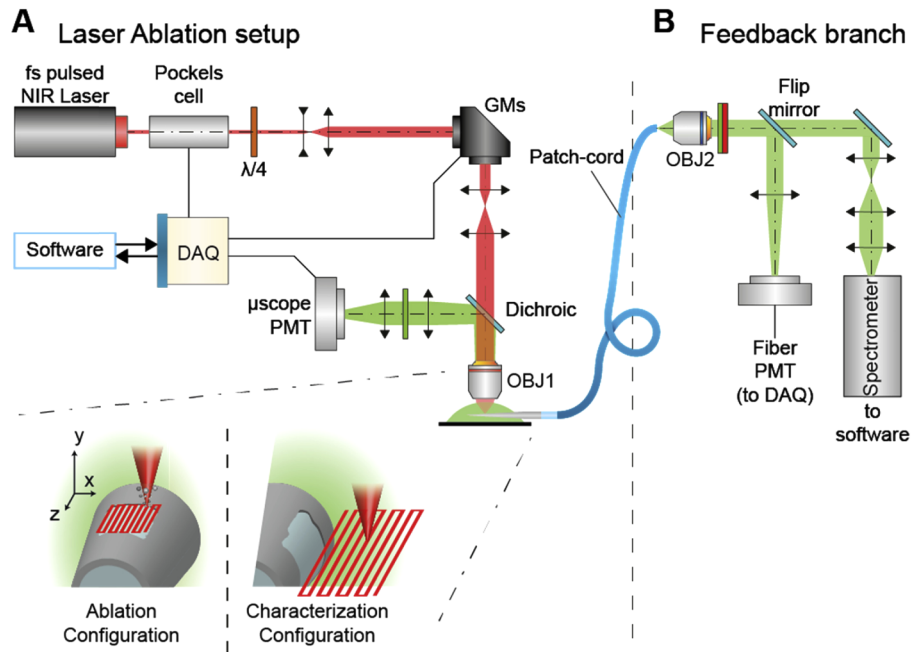 A
Laser Ablation setup
fs pulsed
NIR Laser
Pockels
cell
λ/4
GMs
Software
DAQ
µscope
PMT
Dichroic
OBJ1
Patch-cord
B
Feedback branch
Flip
mirror
OBJ2
Fiber
PMT
(to DAQ)
Spectrometer
to
software
y
x
z
Ablation
Configuration
Characterization
Configuration